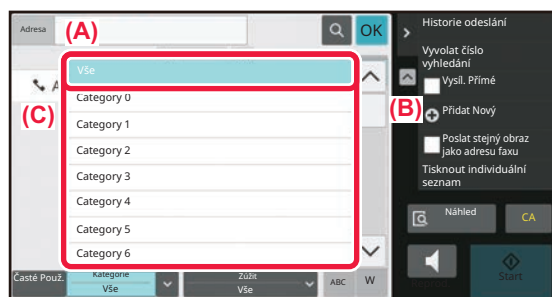 Adresa
(A)
OK
Historie odeslání
Vyvolat číslo
vyhledání
Vše
A
Vysíl. Přímé
(C)
Category 0
(B)
Přidat Nový
Category 1
Category 2
Poslat stejný obraz
jako adresu faxu
Category 3
Tisknout individuální
seznam
Category 4
Category 5
Náhled
CA
Category 6
Časté Použ.
Kategorie
Vše
Zúžit
Vše
ABC
W
Start